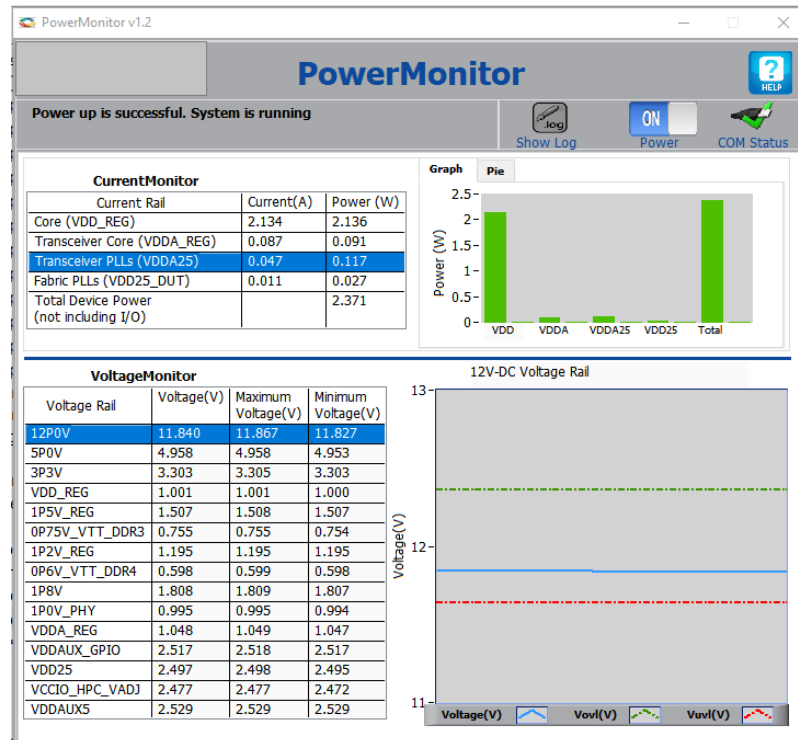 PowerMonitor v1.2
PowerMonitor
HELP
Power up is successful. System is running
.log
ON
Show Log
Power
COM Status
CurrentMonitor
Current Rail Current(A) Power (W)
Core (VDD_REG) 2.134 2.136
Transceiver Core (VDDA_REG) 0.087 0.091
Transceiver PLLs (VDDA25) 0.047 0.117
Fabric PLLs (VDD25_DUT) 0.011 0.027
Total Device Power 2.371
(not including I/O)
Graph Pie
Power (W)
2.5-
2-
1.5-
1-
0.5-
0-
VDD VDDA VDDA25 VDD25 Total
VoltageMonitor
Voltage Rail Voltage(V) Maximum Voltage(V) Minimum Voltage(V)
12P0V 11.840 11.867 11.827
5P0V 4.958 4.958 4.953
3P3V 3.303 3.305 3.303
VDD_REG 1.001 1.001 1.000
1P5V_REG 1.507 1.508 1.507
0P75V_VTT_DDR3 0.755 0.755 0.754
1P2V_REG 1.195 1.195 1.195
0P6V_VTT_DDR4 0.598 0.599 0.598
1P8V 1.808 1.809 1.807
1P0V_PHY 0.995 0.995 0.994
VDDA_REG 1.048 1.049 1.047
VDDAUX_GPIO 2.517 2.518 2.517
VDD25 2.497 2.498 2.495
VCCIO_HPC_VADJ 2.477 2.477 2.472
VDDAUX5 2.529 2.529 2.529
12V-DC Voltage Rail
Voltage(V)
13-
12-
11-
Voltage(V) Vovl(V) Vuvl(V)